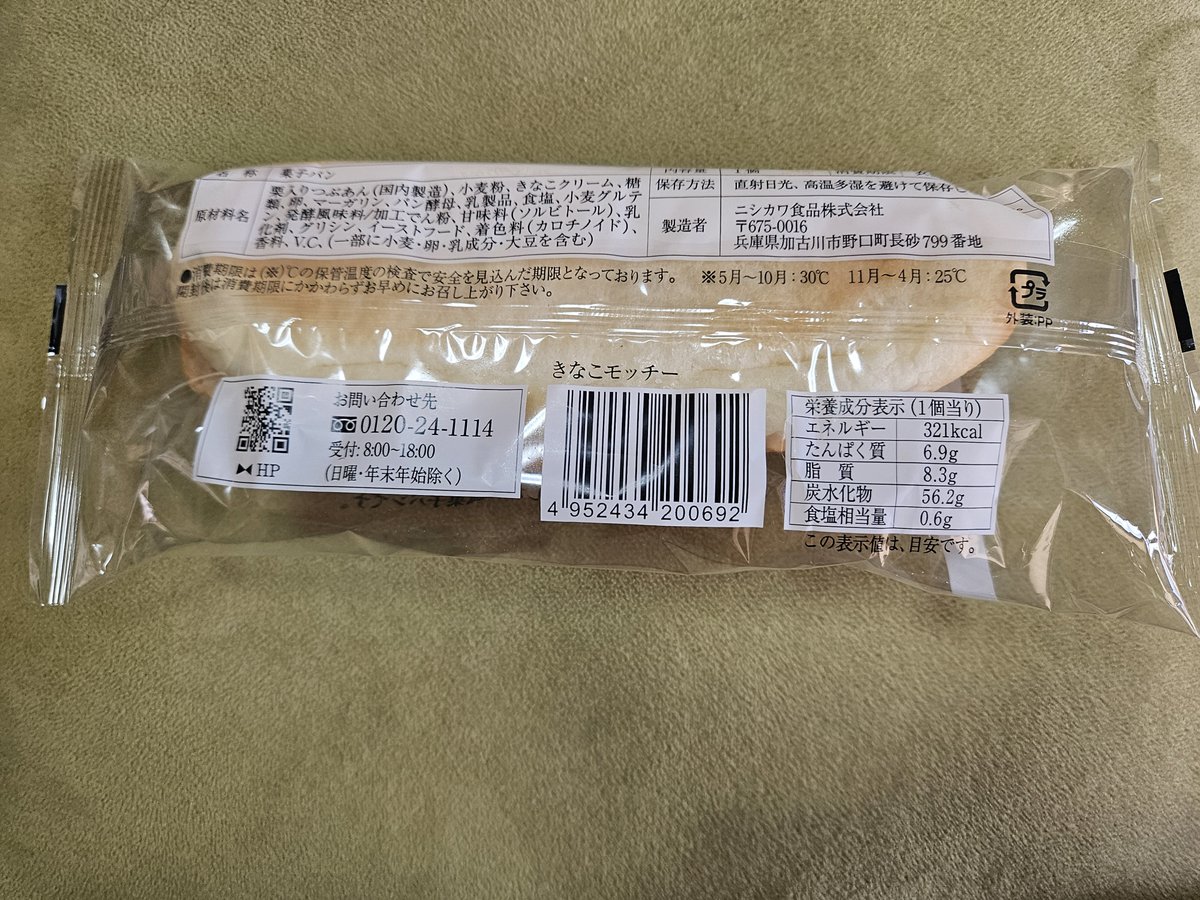 名 称 菓子パン
原材料名
栗入りつぶあん(国内製造)、小麦粉、きなこクリーム、糖
類、卵、マーガリン、パン酵母、乳製品、食塩、小麦グルテ
ン、発酵風味料/加工でん粉、甘味料(ソルビトール)、乳
化剤、グリシン、イーストフード、着色料(カロチノイド)、
香料、V.C、(一部に小麦・卵・乳成分・大豆を含む)
内容量 1個 消費期限
保存方法 直射日光、高温多湿を避けて保存し
製造者
ニシカワ食品株式会社
〒675-0016
兵庫県加古川市野口町長砂799番地
●消費期限は(※)℃の保管温度の検査で安全を見込んだ期限となっております。 ※5月～10月:30℃ 11月～4月:25℃
開封後は消費期限にかかわらずお早めにお召し上がり下さい。
プラ
外装:PP
きなこモッチー
お問い合わせ先
0120-24-1114
受付:8:00～18:00
(日曜・年末年始除く)
HP
4 952434 200692
栄養成分表示(1個当り)
エネルギー 321kcal
たんぱく質 6.9g
脂 質 8.3g
炭水化物 56.2g
食塩相当量 0.6g
この表示値は、目安です。